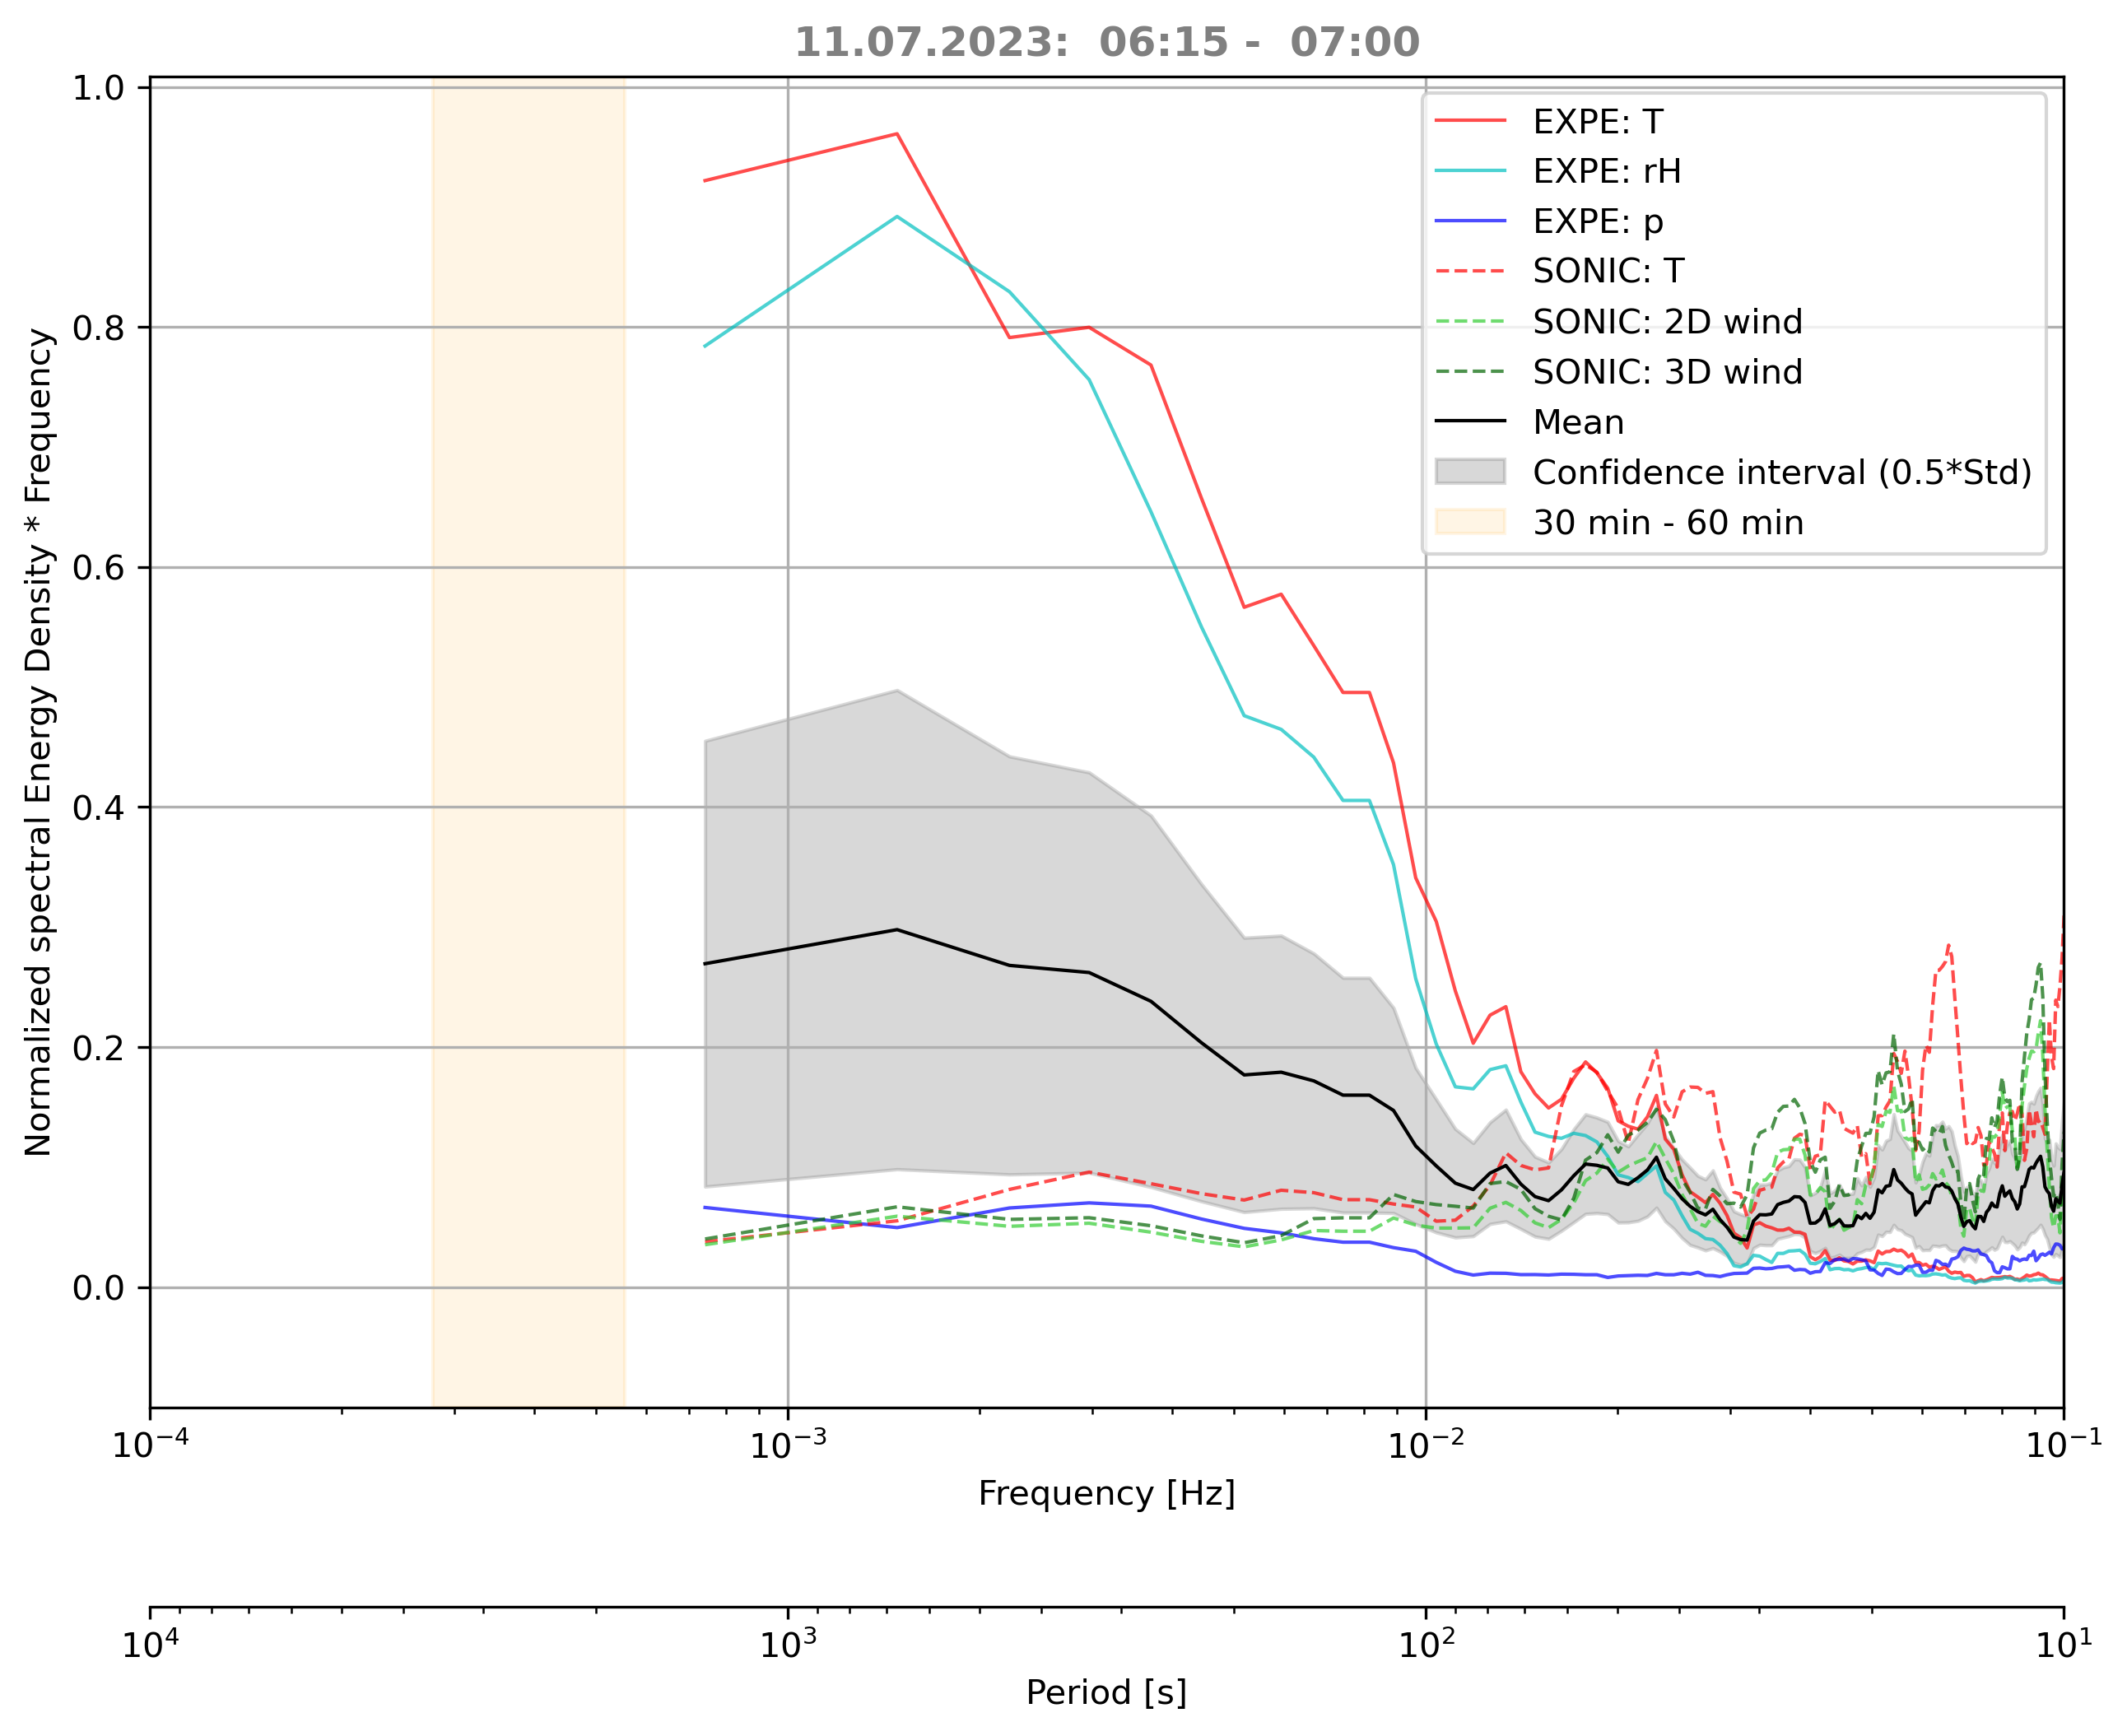 11.07.2023:  06:15 -  07:00
Normalized spectral Energy Density * Frequency
1.0
0.8
0.6
0.4
0.2
0.0
EXPE: T
EXPE: rH
EXPE: p
SONIC: T
SONIC: 2D wind
SONIC: 3D wind
Mean
Confidence interval (0.5*Std)
30 min - 60 min
10⁻⁴ 10⁻³ 10⁻² 10⁻¹
Frequency [Hz]
10⁴ 10³ 10² 10¹
Period [s]